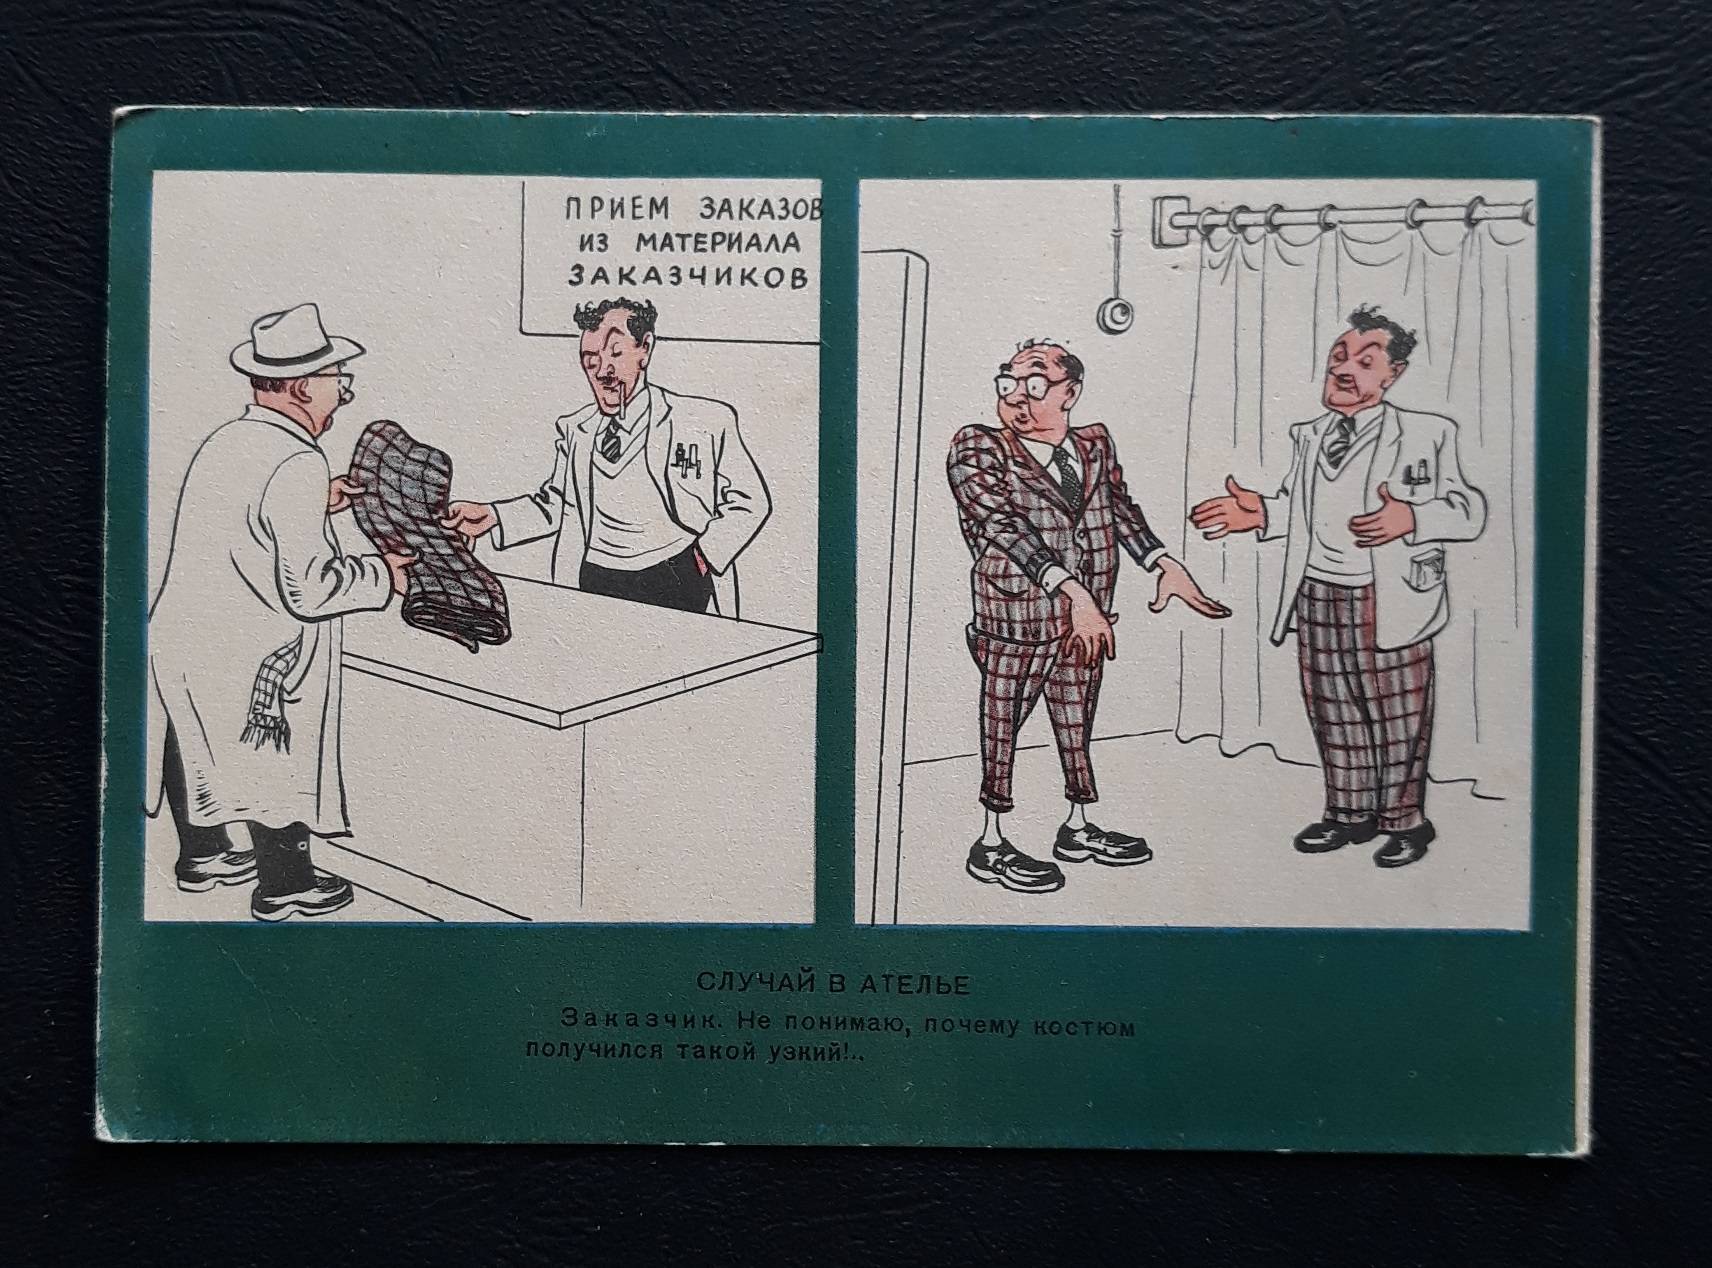 ПРИЕМ ЗАКАЗОВ
ИЗ МАТЕРИАЛА
ЗАКАЗЧИКОВ
СЛУЧАЙ В АТЕЛЬЕ
Заказчик. Не понимаю, почему костюм
получился такой узкий!..